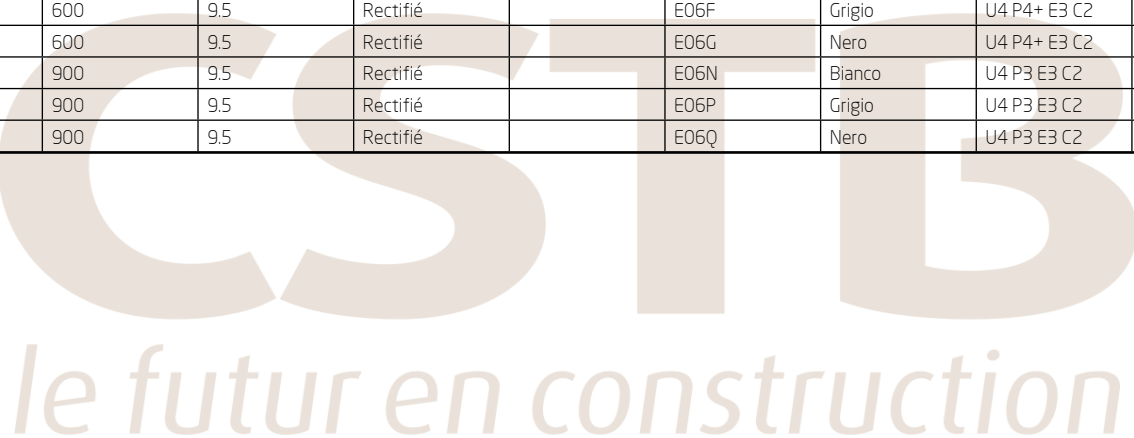 600 9.5 Rectifié E06F Grigio U4 P4+ E3 C2
600 9.5 Rectifié E06G Nero U4 P4+ E3 C2
900 9.5 Rectifié E06N Bianco U4 P3 E3 C2
900 9.5 Rectifié E06P Grigio U4 P3 E3 C2
900 9.5 Rectifié E06Q Nero U4 P3 E3 C2
CSTB
le futur en construction